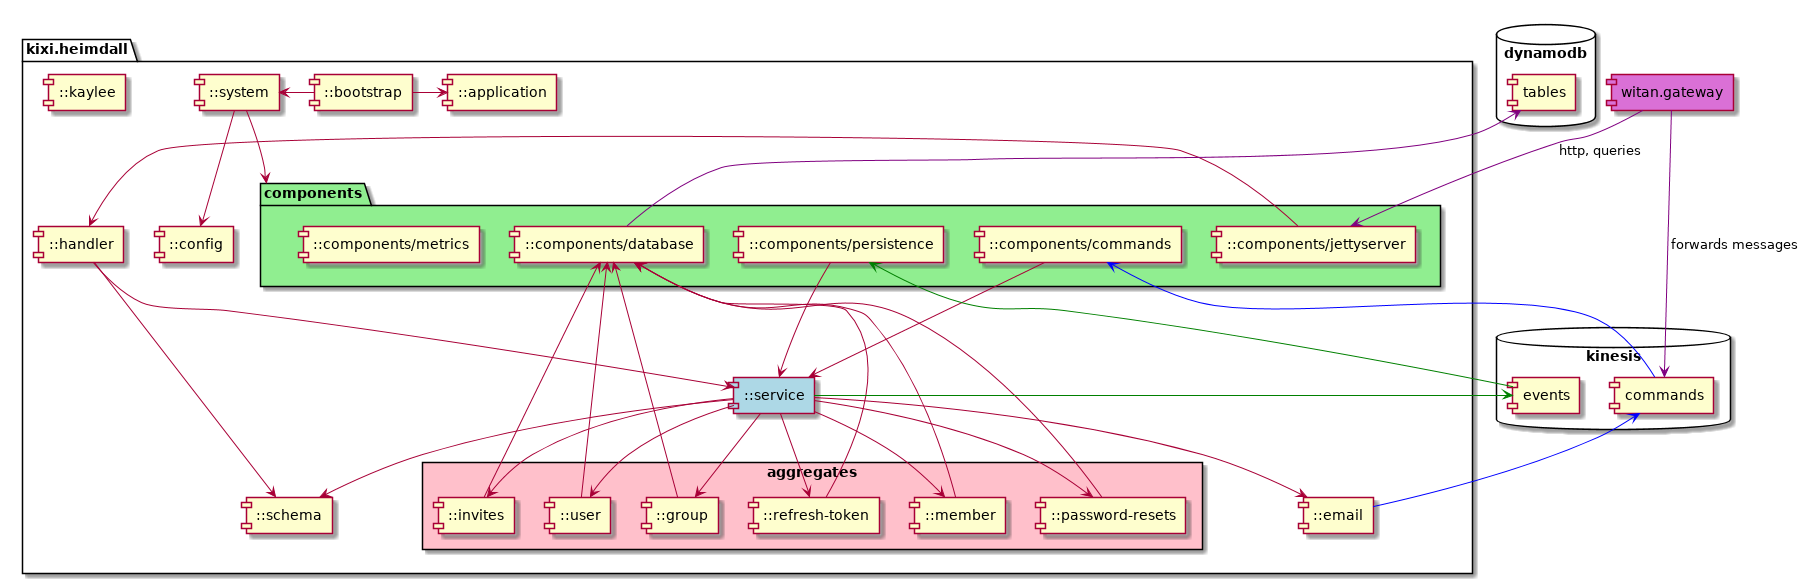 kixi.heimdall
dynamodb
::kaylee
::system
::bootstrap
::application
tables
witan.gateway
http, queries
components
::handler
::config
::components/metrics
::components/database
::components/persistence
::components/commands
::components/jettyserver
forwards messages
kinesis
::service
events
commands
aggregates
::schema
::invites
::user
::group
::refresh-token
::member
::password-resets
::email